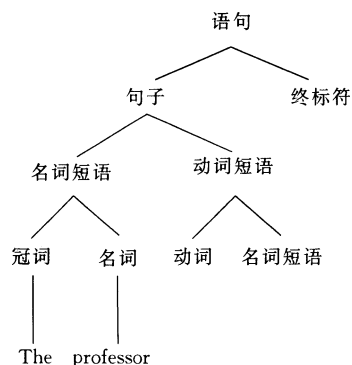 语句
句子 终标符
名词短语 动词短语
冠词 名词 动词 名词短语
The professor